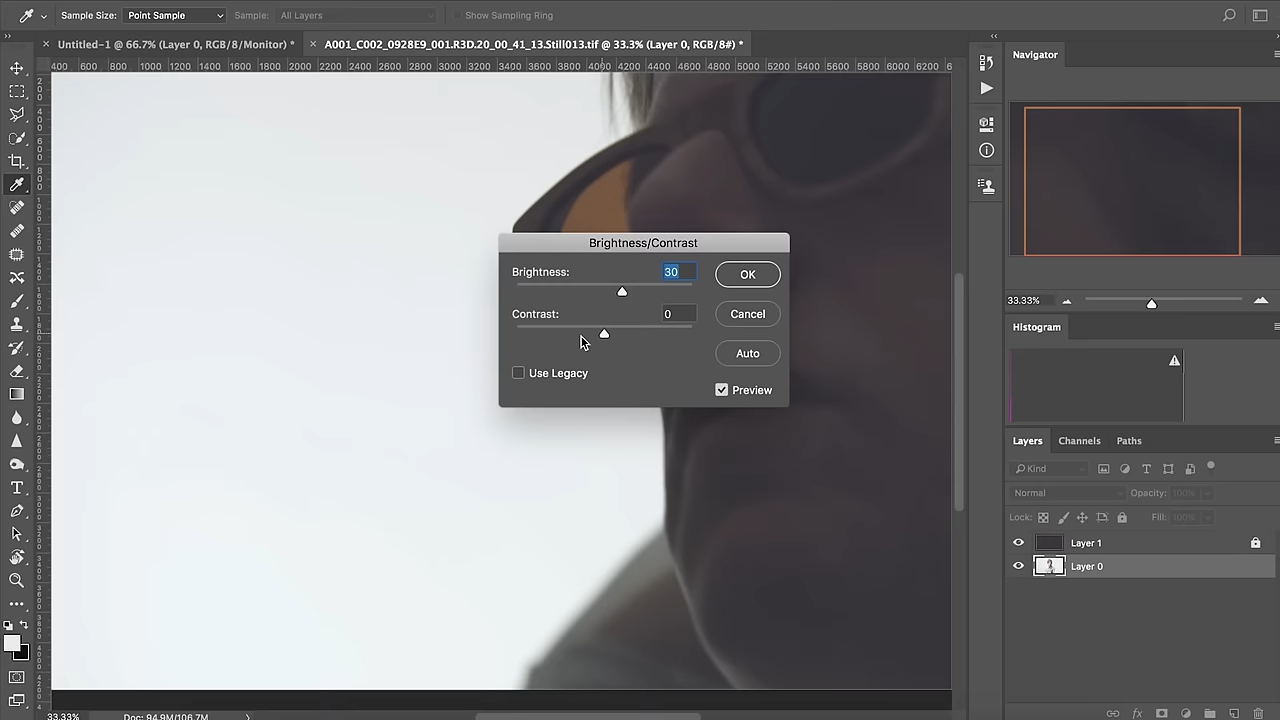 Sample Size: Point Sample Sample: All Layers Show Sampling Ring
Untitled-1 @ 66.7% (Layer 0, RGB/8/Monitor) *
A001_C002_0928E9_001.R3D.20_00_41_13.Still013.tif @ 33.3% (Layer 0, RGB/8#) *
400 600 800 1000 1200 1400 1600 1800 2000 2200 2400 2600 2800 3000 3200 3400 3600 3800 4000 4200 4400 4600 4800 5000 5200 5400 5600 5800 6000 6200 6
Navigator
33.33%
Histogram
Brightness/Contrast
Brightness: 30
OK
Contrast: 0
Cancel
Auto
Use Legacy
Preview
Layers Channels Paths
Kind
Normal Opacity: 100%
Lock: Fill: 100%
Layer 1
Layer 0
33.33% Doc: 94.9M/106.7M